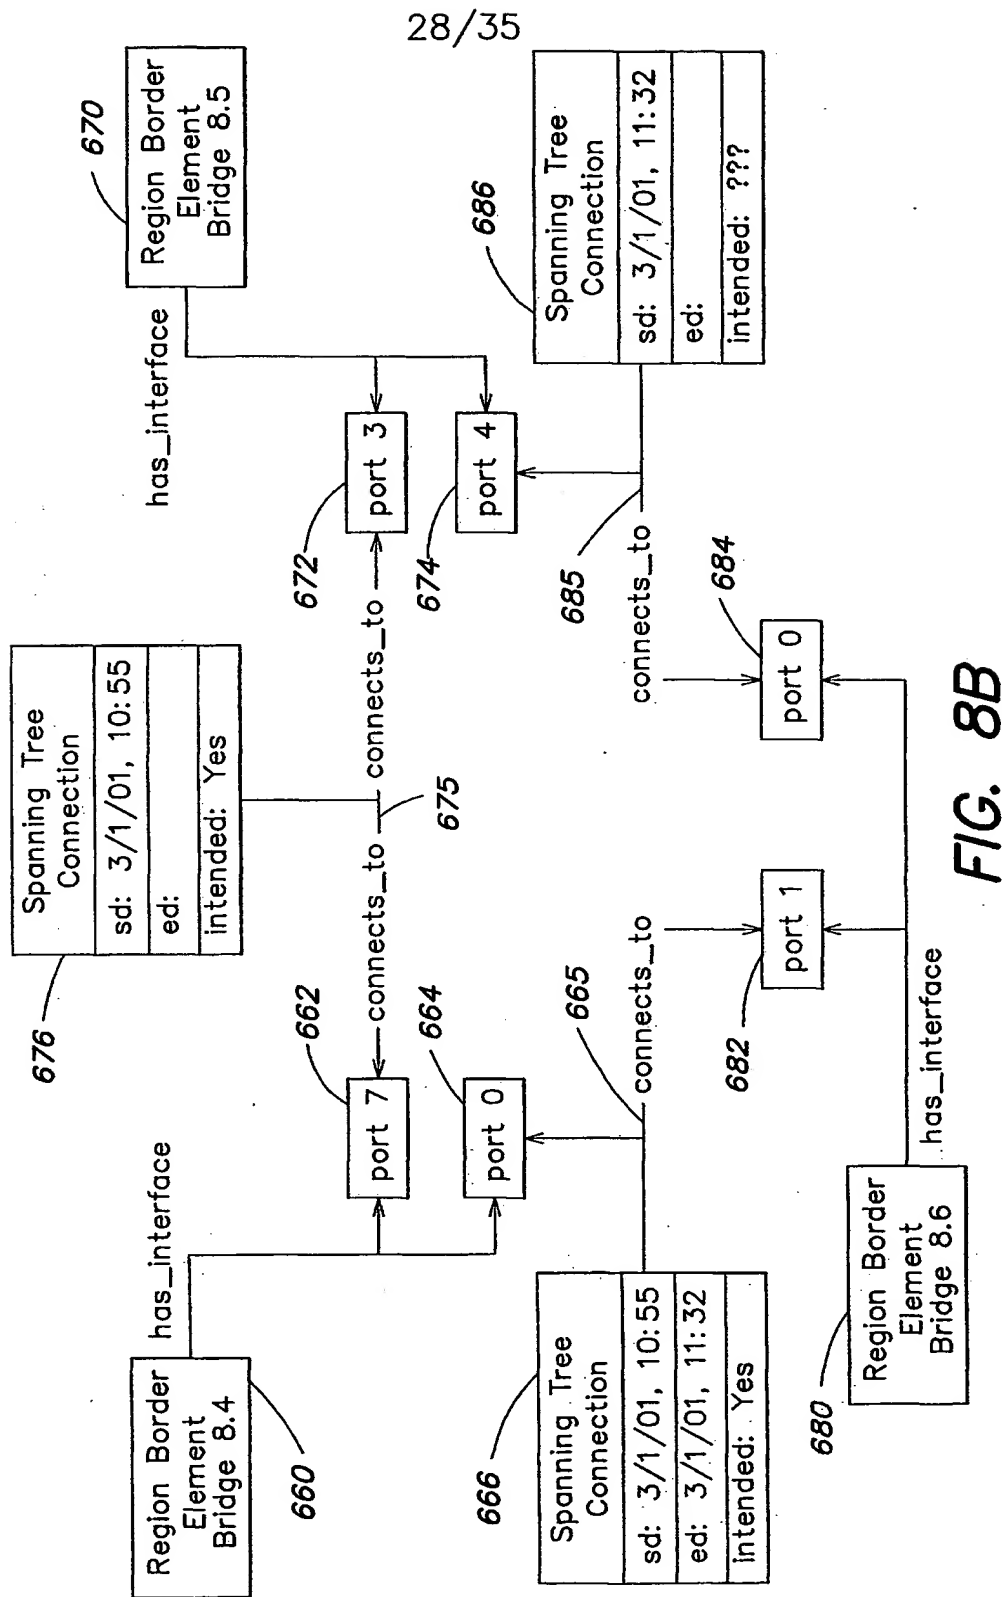 28/35
Region Border
Element
Bridge 8.4
660
has_interface
port 7
662
port 0
664
Spanning Tree
Connection
sd: 3/1/01, 10:55
ed:
intended: Yes
676
connects_to
connects_to
675
Region Border
Element
Bridge 8.5
670
has_interface
port 3
672
port 4
674
Spanning Tree
Connection
sd: 3/1/01, 10:55
ed: 3/1/01, 11:32
intended: Yes
666
665
connects_to
port 1
682
Spanning Tree
Connection
sd: 3/1/01, 11:32
ed:
intended: ???
686
685
connects_to
port 0
684
Region Border
Element
Bridge 8.6
680
has_interface
FIG. 8B